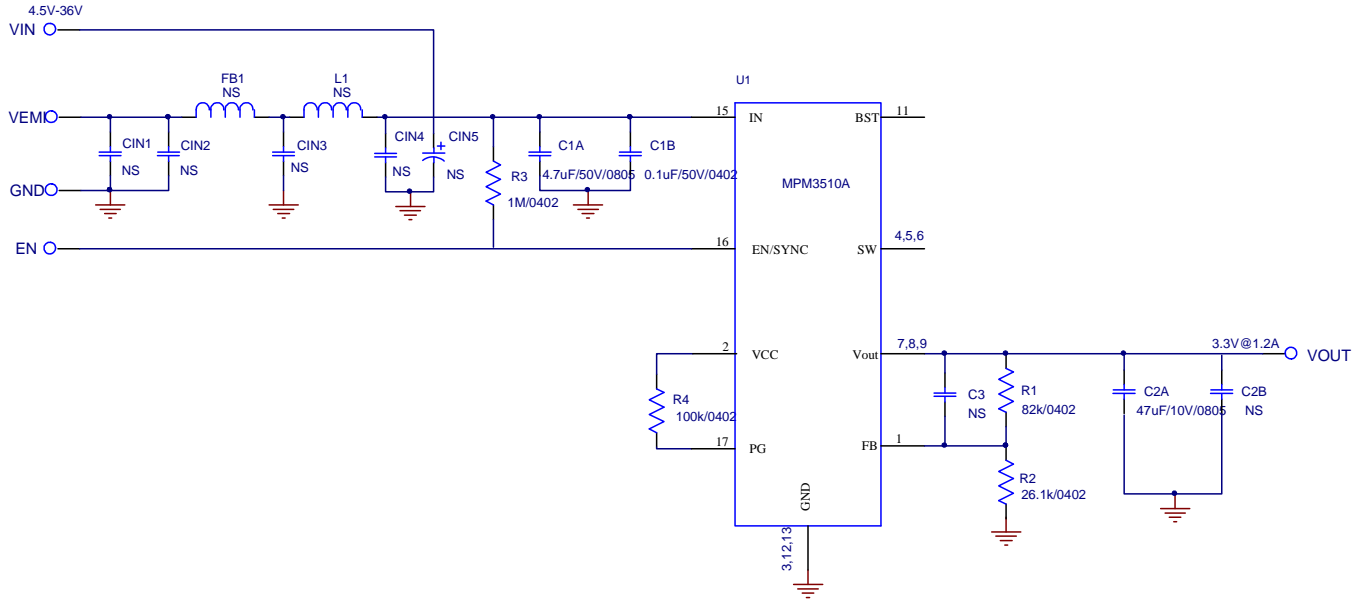 4.5V-36V
VIN
FB1
NS
L1
NS
U1
VEMI
15
IN
BST
11
CIN1
NS
CIN2
NS
CIN3
NS
CIN4
NS
CIN5
+
NS
R3
1M/0402
C1A
4.7uF/50V/0805
C1B
0.1uF/50V/0402
MPM3510A
GND
EN
16
EN/SYNC
SW
4,5,6
2
VCC
Vout
7,8,9
3.3V@1.2A
VOUT
R4
100k/0402
C3
NS
R1
82k/0402
C2A
47uF/10V/0805
C2B
NS
17
PG
FB
1
R2
26.1k/0402
GND
3,12,13